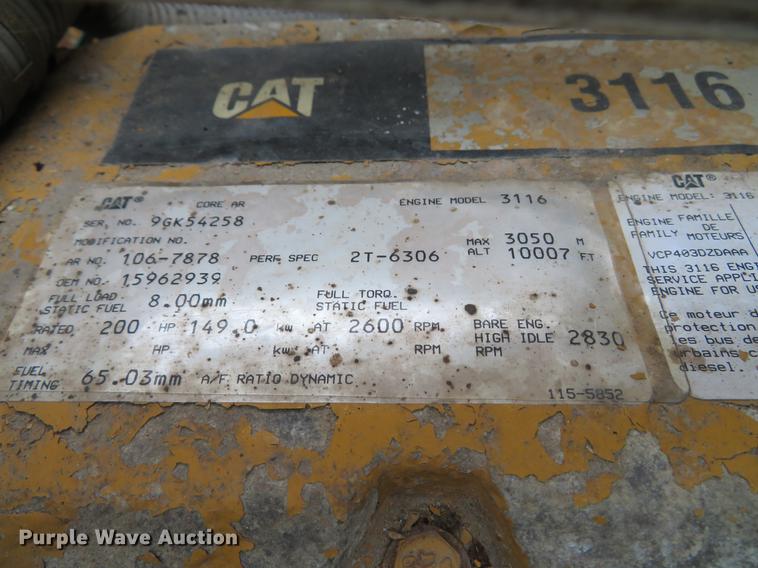 CAT 3116
CAT® CORE AR ENGINE MODEL 3116
SER. NO. 9GK54258
MODIFICATION NO.
AR NO. 106-7878 PERF SPEC 2T-6306 MAX ALT 3050 M 10007 FT
OEM NO. 15962939
FULL LOAD STATIC FUEL 8.00mm FULL TORQ. STATIC FUEL
RATED 200 HP 149.0 kw AT 2600 RPM BARE ENG. HIGH IDLE RPM 2830
MAX HP. kw AT RPM
FUEL TIMING 65.03mm A/F RATIO DYNAMIC
115-5852
CAT®
ENGINE MODEL: 3116
ENGINE FAMILLE
DE
FAMILY MOTEURS
VCP403DZDAAA
THIS 3116 ENGI
SERVICE APPLI
ENGINE FOR US
Ce moteur d
protection
les bus de
urbains c
diesel.
Purple Wave Auction®